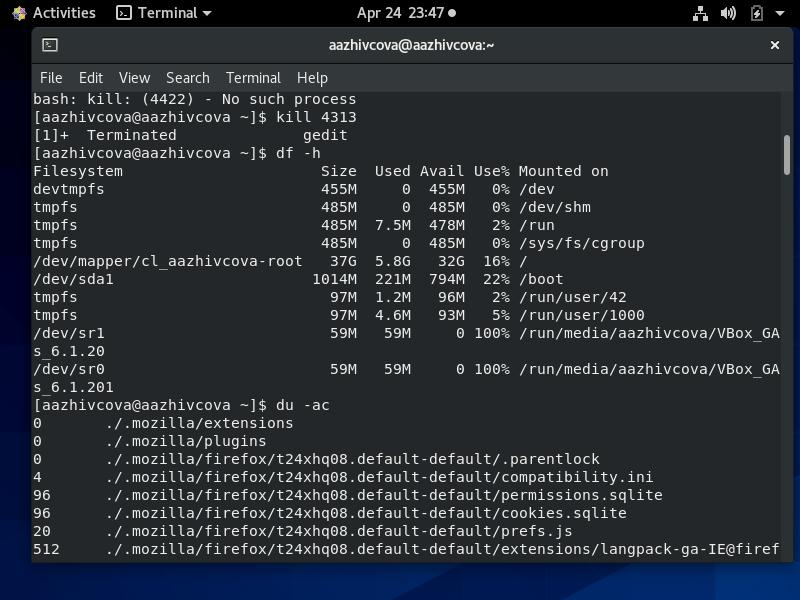 Activities Terminal Apr 24 23:47
aazhivcova@aazhivcova:~ ×
File Edit View Search Terminal Help
bash: kill: (4422) - No such process
[aazhivcova@aazhivcova ~]$ kill 4313
[1]+  Terminated              gedit
[aazhivcova@aazhivcova ~]$ df -h
Filesystem                      Size  Used Avail Use% Mounted on
devtmpfs                        455M     0  455M   0% /dev
tmpfs                           485M     0  485M   0% /dev/shm
tmpfs                           485M  7.5M  478M   2% /run
tmpfs                           485M     0  485M   0% /sys/fs/cgroup
/dev/mapper/cl_aazhivcova-root   37G  5.8G   32G  16% /
/dev/sda1                      1014M  221M  794M  22% /boot
tmpfs                            97M  1.2M   96M   2% /run/user/42
tmpfs                            97M  4.6M   93M   5% /run/user/1000
/dev/sr1                         59M   59M     0 100% /run/media/aazhivcova/VBox_GA
s_6.1.20
/dev/sr0                         59M   59M     0 100% /run/media/aazhivcova/VBox_GA
s_6.1.201
[aazhivcova@aazhivcova ~]$ du -ac
0       ./.mozilla/extensions
0       ./.mozilla/plugins
0       ./.mozilla/firefox/t24xhq08.default-default/.parentlock
4       ./.mozilla/firefox/t24xhq08.default-default/compatibility.ini
96      ./.mozilla/firefox/t24xhq08.default-default/permissions.sqlite
96      ./.mozilla/firefox/t24xhq08.default-default/cookies.sqlite
20      ./.mozilla/firefox/t24xhq08.default-default/prefs.js
512     ./.mozilla/firefox/t24xhq08.default-default/extensions/langpack-ga-IE@firef